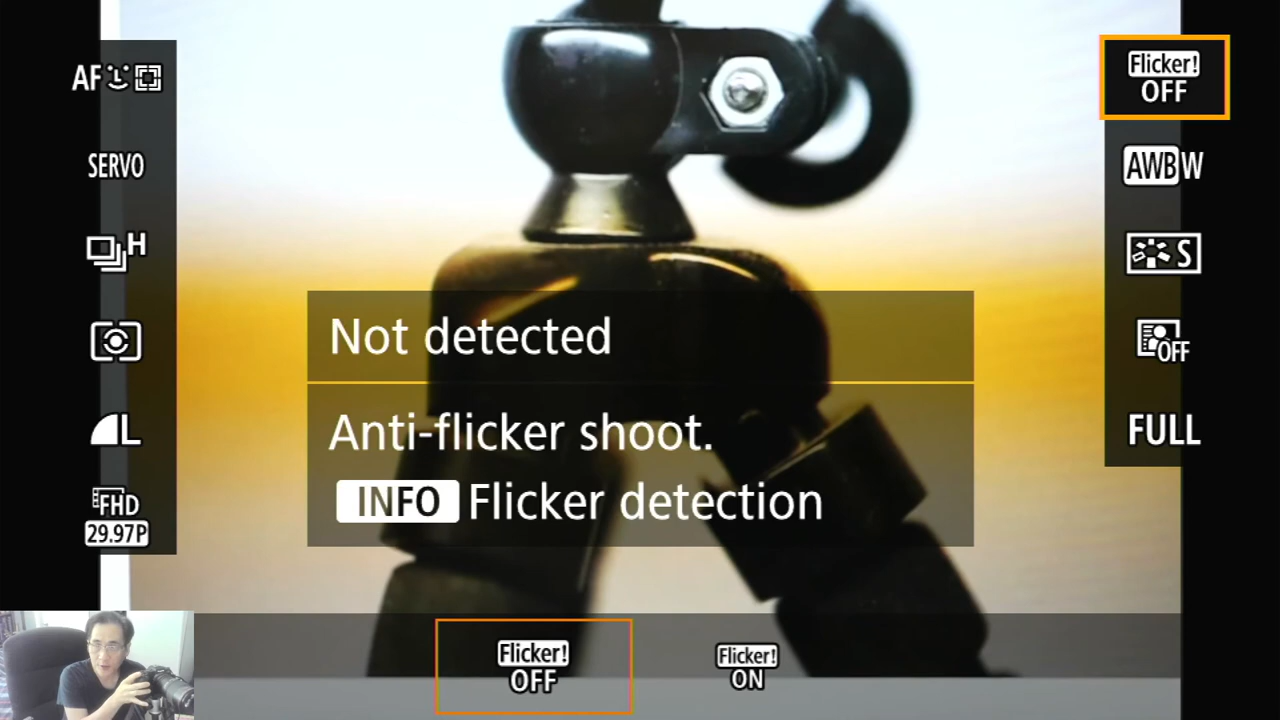 AF
SERVO
H
L
FHD
29.97P
Not detected
Anti-flicker shoot.
INFO Flicker detection
Flicker!
OFF
Flicker!
ON
Flicker!
OFF
AWB W
S
OFF
FULL